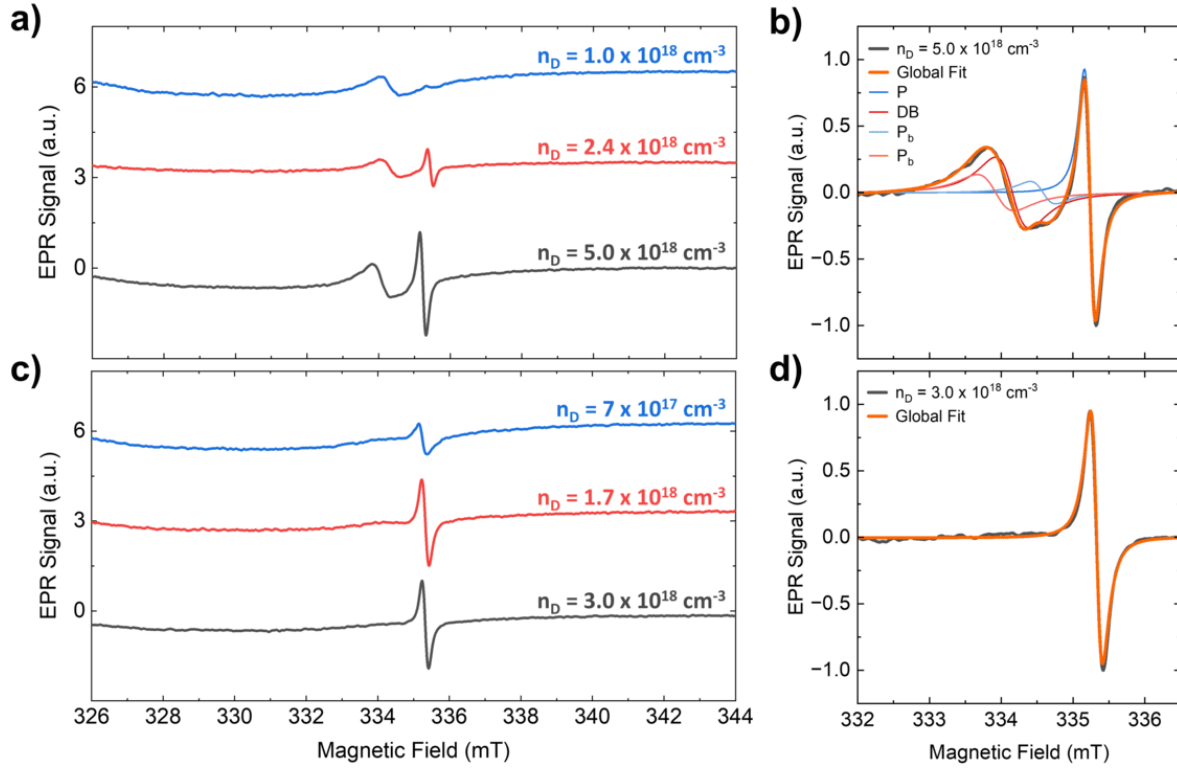 a)
n_D = 1.0 x 10^18 cm^-3
n_D = 2.4 x 10^18 cm^-3
n_D = 5.0 x 10^18 cm^-3
EPR Signal (a.u.)
6
3
0
b)
n_D = 5.0 x 10^18 cm^-3
Global Fit
P
DB
P_b
P_b
EPR Signal (a.u.)
1.0
0.5
0.0
−0.5
−1.0
c)
n_D = 7 x 10^17 cm^-3
n_D = 1.7 x 10^18 cm^-3
n_D = 3.0 x 10^18 cm^-3
EPR Signal (a.u.)
6
3
0
326 328 330 332 334 336 338 340 342 344
Magnetic Field (mT)
d)
n_D = 3.0 x 10^18 cm^-3
Global Fit
EPR Signal (a.u.)
1.0
0.5
0.0
−0.5
−1.0
332 333 334 335 336
Magnetic Field (mT)